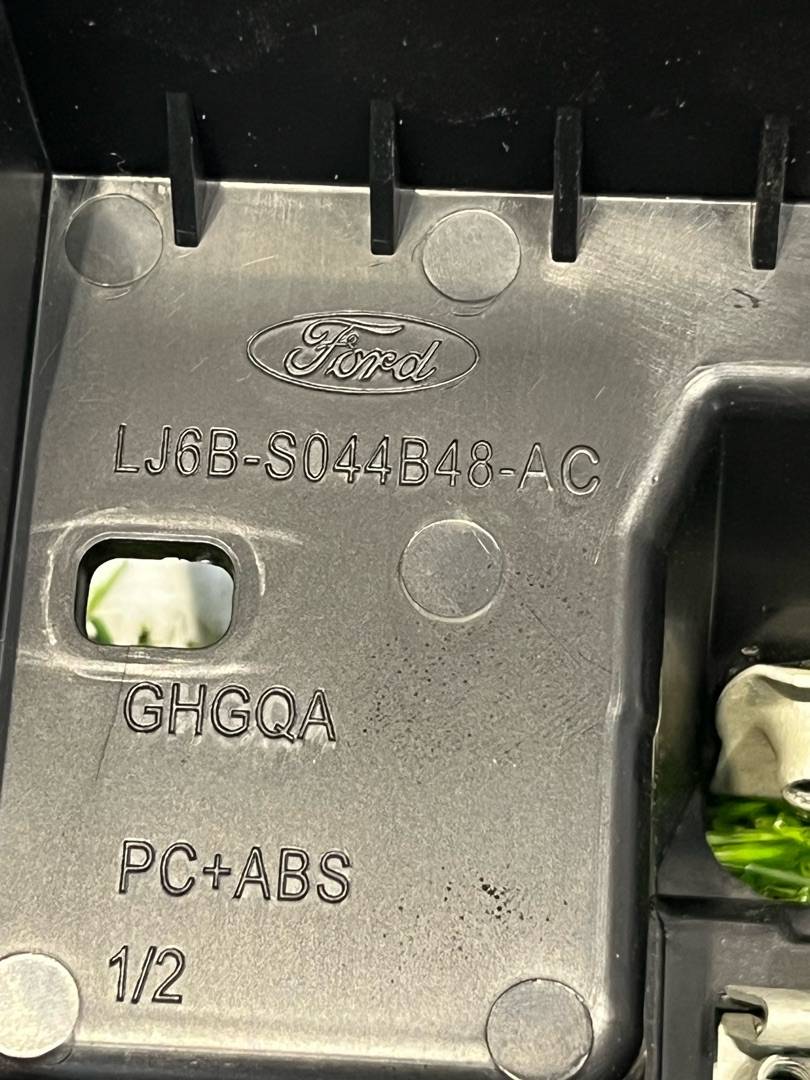 Ford
LJ6B-S044B48-AC
GHGQA
PC+ABS
1/2